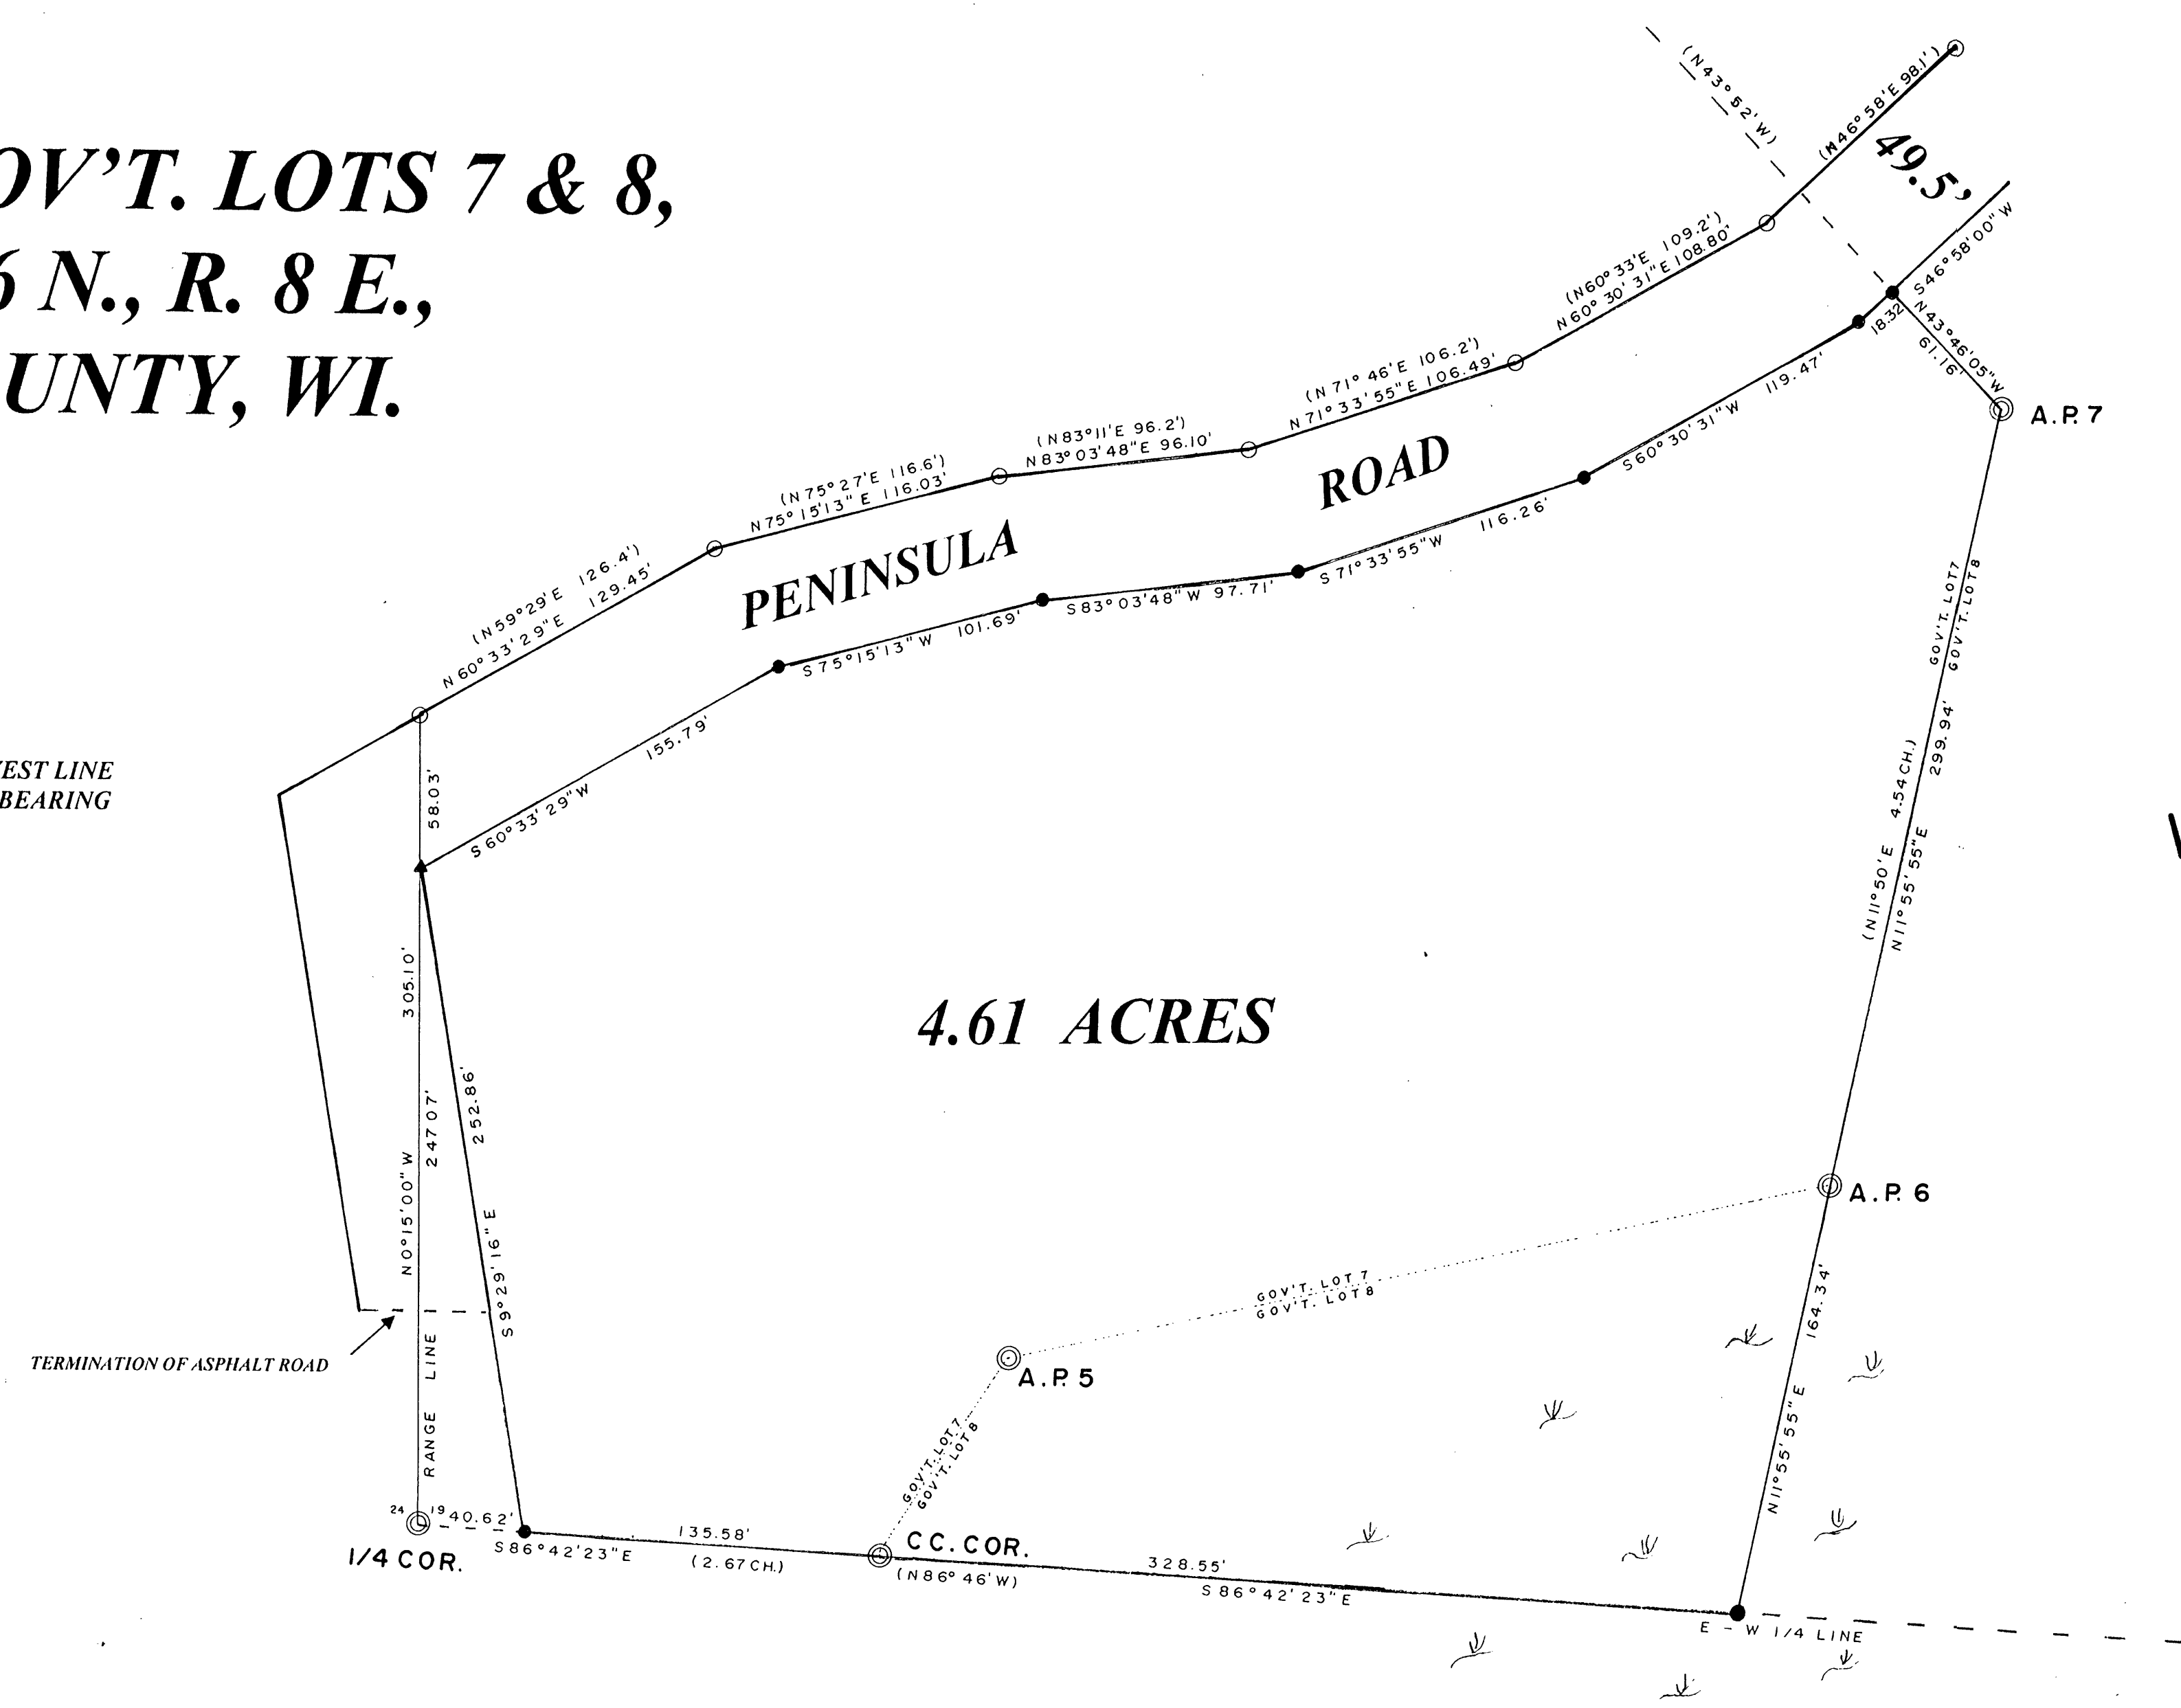 OV'T. LOTS 7 & 8,
6 N., R. 8 E.,
UNTY, WI.
(N43°52'W)
(N46°58'E 98.1')
49.5'
S46°58'00"W
18.32
N43°46'05"W
61.16'
A.P. 7
(N60°33'E 109.2')
N60°30'31"E 108.80'
(N71°46'E 106.2')
N71°33'55"E 106.49'
(N83°11'E 96.2')
N83°03'48"E 96.10'
(N75°27'E 116.6')
N75°15'13"E 116.03'
(N59°29'E 126.4')
N60°33'29"E 129.45'
PENINSULA ROAD
S60°30'31"W 119.47'
S71°33'55"W 116.26'
S83°03'48"W 97.71'
S75°15'13"W 101.69'
S60°33'29"W 155.79'
EST LINE
BEARING
58.03'
305.10'
N0°15'00"W
247.07'
RANGE LINE
252.86'
S9°29'16"E
GOV'T. LOT 7
GOV'T. LOT 8
(N11°50'E 4.54 CH.)
N11°55'55"E 299.94'
4.61 ACRES
A.P. 6
GOV'T. LOT 7
GOV'T. LOT 8
A.P. 5
164.34'
N11°55'55"E
TERMINATION OF ASPHALT ROAD
GOV'T. LOT 7
GOV'T. LOT 8
24 19
40.62'
1/4 COR.
135.58'
S86°42'23"E
(2.67 CH.)
CC. COR.
(N86°46'W)
328.55'
S86°42'23"E
E - W 1/4 LINE